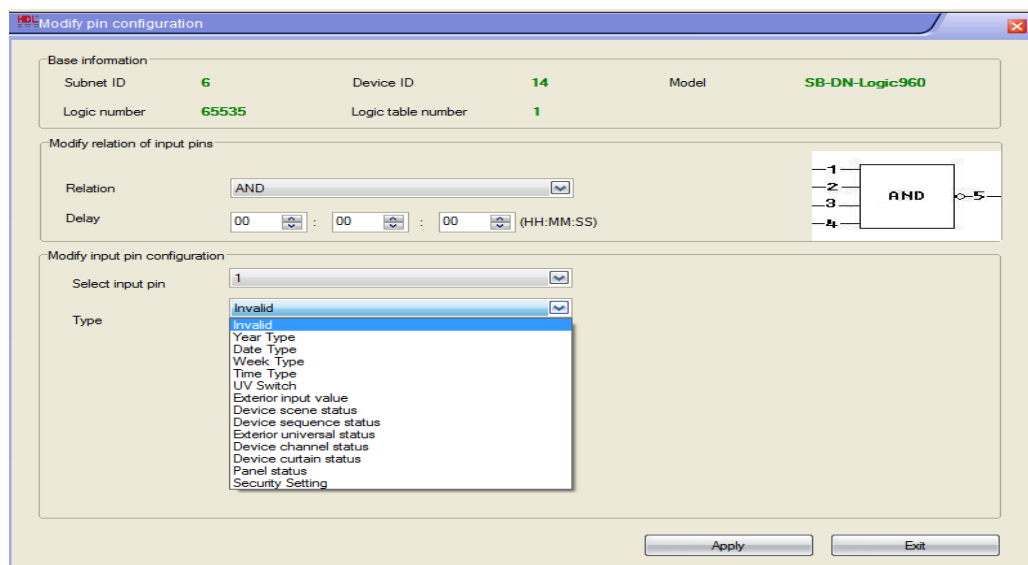 HDL Modify pin configuration
Base information
Subnet ID 6 Device ID 14 Model SB-DN-Logic960
Logic number 65535 Logic table number 1
Modify relation of input pins
Relation AND
Delay 00 : 00 : 00 (HH:MM:SS)
1
2
3
4
AND
5
Modify input pin configuration
Select input pin 1
Type Invalid
Invalid
Year Type
Date Type
Week Type
Time Type
UV Switch
Exterior input value
Device scene status
Device sequence status
Exterior universal status
Device channel status
Device curtain status
Panel status
Security Setting
Apply Exit